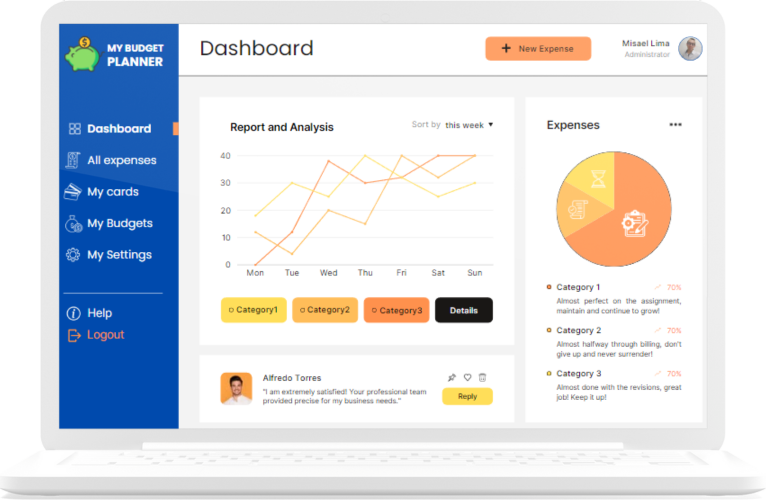 MY BUDGET
PLANNER
Dashboard
All expenses
My cards
My Budgets
My Settings
Help
Logout
Dashboard
+ New Expense
Misael Lima
Administrator
Report and Analysis
Sort by this week
40
30
20
10
0
Mon Tue Wed Thu Fri Sat Sun
Category1 Category2 Category3 Details
Alfredo Torres
"I am extremely satisfied! Your professional team
provided precise for my business needs."
Reply
Expenses
Category 1 70%
Almost perfect on the assignment,
maintain and continue to grow!
Category 2 70%
Almost halfway through billing, don't
give up and never surrender!
Category 3 70%
Almost done with the revisions, great
job! Keep it up!